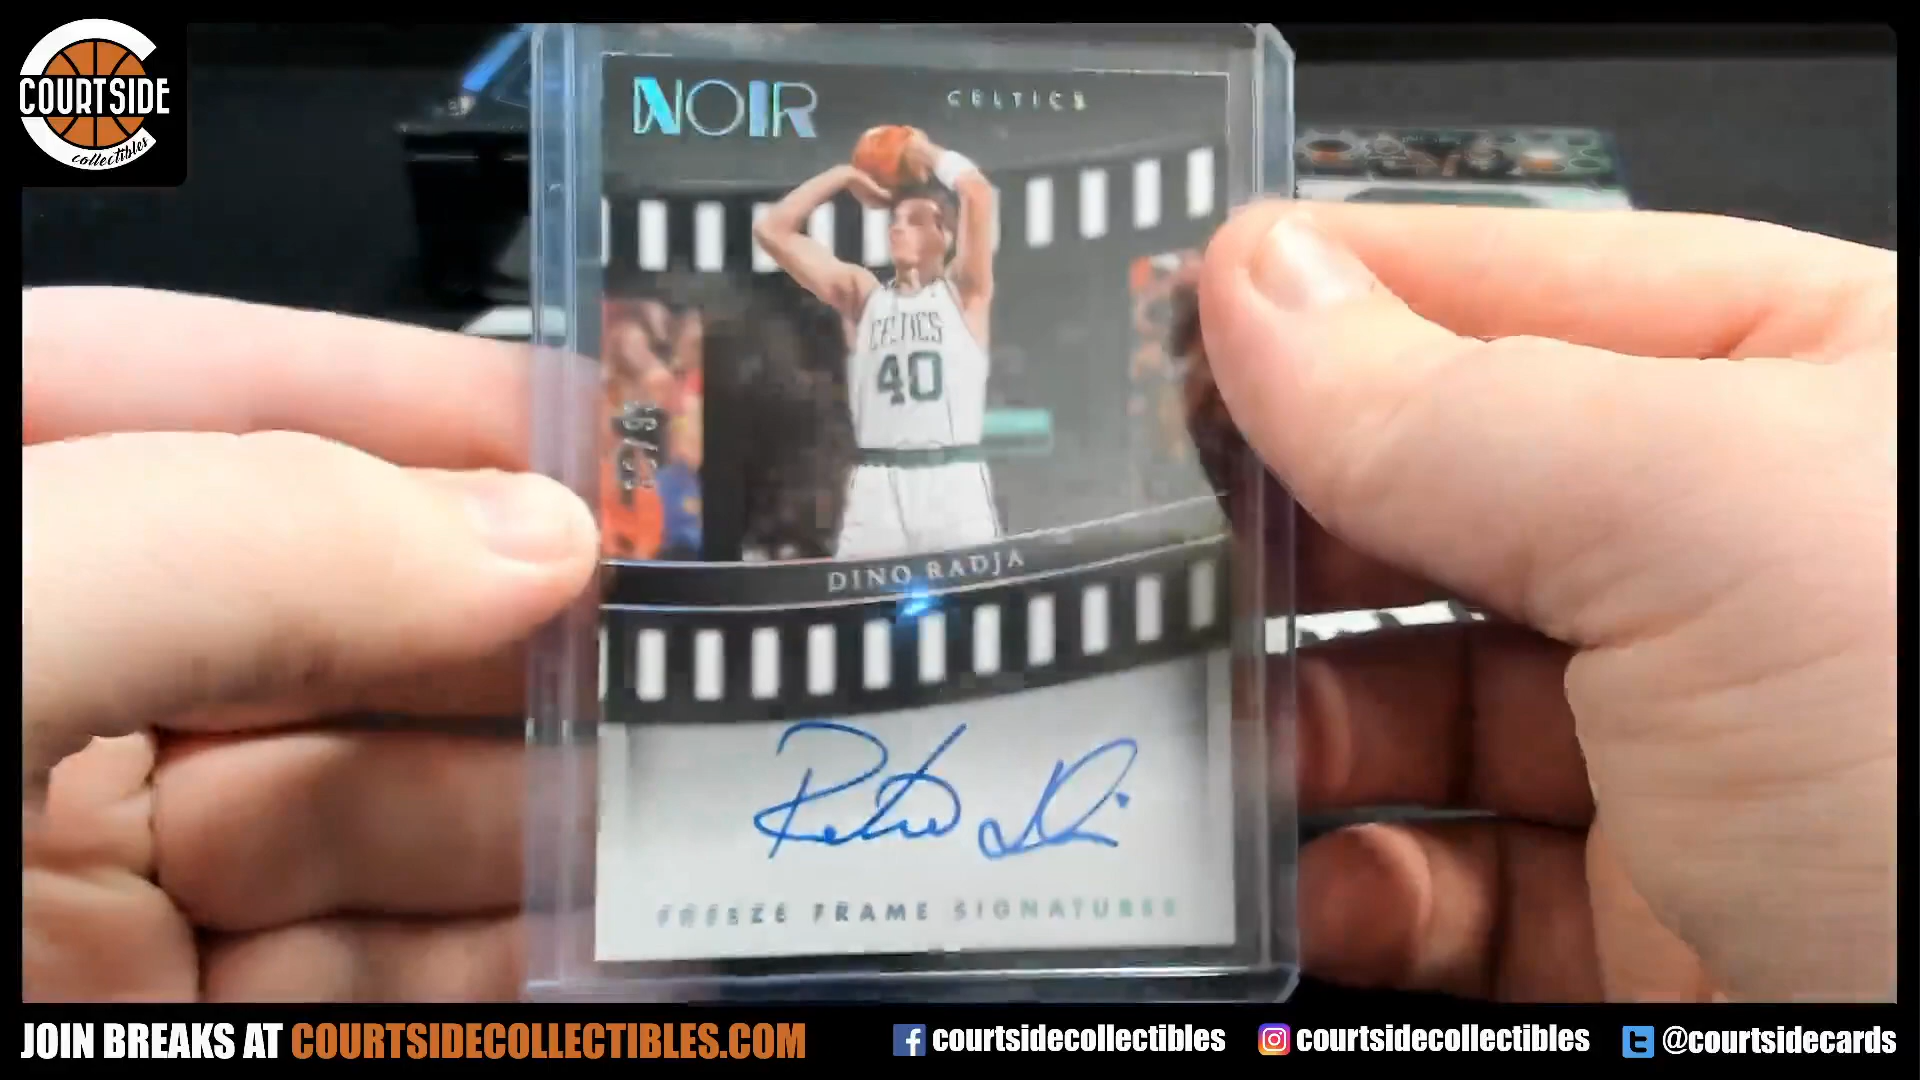 COURTSIDE
collectibles
NOIR
CELTICS
CELTICS
40
DINO RADJA
FREEZE FRAME SIGNATURES
JOIN BREAKS AT COURTSIDECOLLECTIBLES.COM
courtsidecollectibles
courtsidecollectibles
@courtsidecards